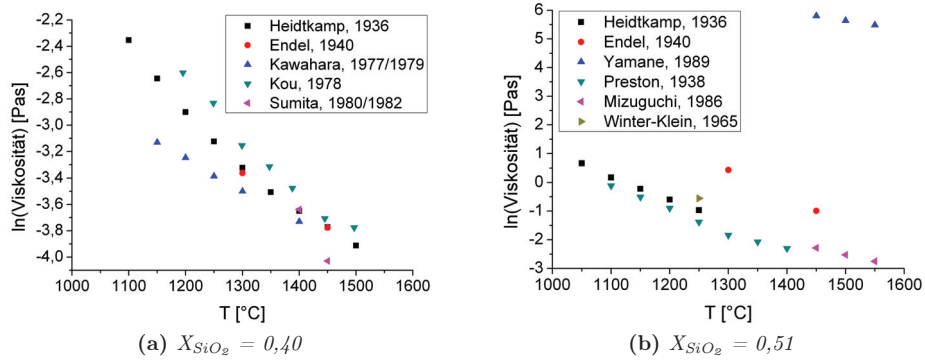 -2,2
-2,4
-2,6
-2,8
-3,0
-3,2
-3,4
-3,6
-3,8
-4,0
ln(Viskosität) [Pas]
Heidtkamp, 1936
Endel, 1940
Kawahara, 1977/1979
Kou, 1978
Sumita, 1980/1982
1000 1100 1200 1300 1400 1500 1600
T [°C]
(a) X_{SiO_2} = 0,40
6
5
4
3
2
1
0
-1
-2
-3
ln(Viskosität) [Pas]
Heidtkamp, 1936
Endel, 1940
Yamane, 1989
Preston, 1938
Mizuguchi, 1986
Winter-Klein, 1965
1000 1100 1200 1300 1400 1500 1600
T [°C]
(b) X_{SiO_2} = 0,51